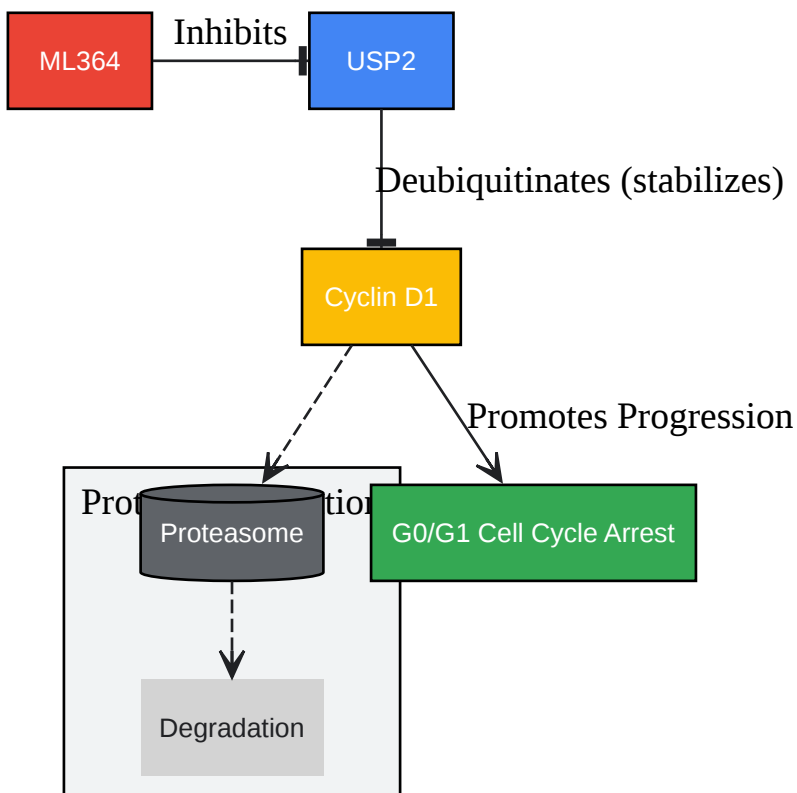 Inhibits
ML364
USP2
Deubiquitinates (stabilizes)
Cyclin D1
Promotes Progression
Proteasome
G0/G1 Cell Cycle Arrest
Degradation